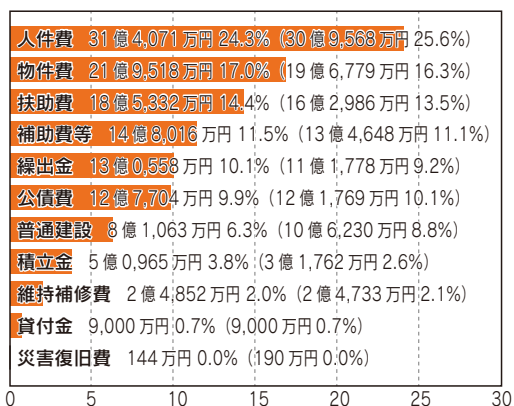 人件費 31億4,071万円 24.3%（30億9,568万円 25.6%）
物件費 21億9,518万円 17.0%（19億6,779万円 16.3%）
扶助費 18億5,332万円 14.4%（16億2,986万円 13.5%）
補助費等 14億8,016万円 11.5%（13億4,648万円 11.1%）
繰出金 13億0,558万円 10.1%（11億1,778万円 9.2%）
公債費 12億7,704万円 9.9%（12億1,769万円 10.1%）
普通建設 8億1,063万円 6.3%（10億6,230万円 8.8%）
積立金 5億0,965万円 3.8%（3億1,762万円 2.6%）
維持補修費 2億4,852万円 2.0%（2億4,733万円 2.1%）
貸付金 9,000万円 0.7%（9,000万円 0.7%）
災害復旧費 144万円 0.0%（190万円 0.0%）
0 5 10 15 20 25 30